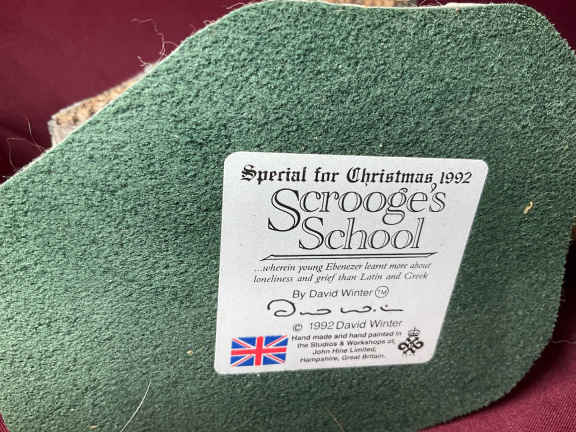 Special for Christmas, 1992
Scrooge's
School
...wherein young Ebenezer learnt more about
loneliness and grief than Latin and Greek
By David Winter TM
© 1992 David Winter
Hand made and hand painted in
the Studios & Workshops of,
John Hine Limited,
Hampshire, Great Britain.